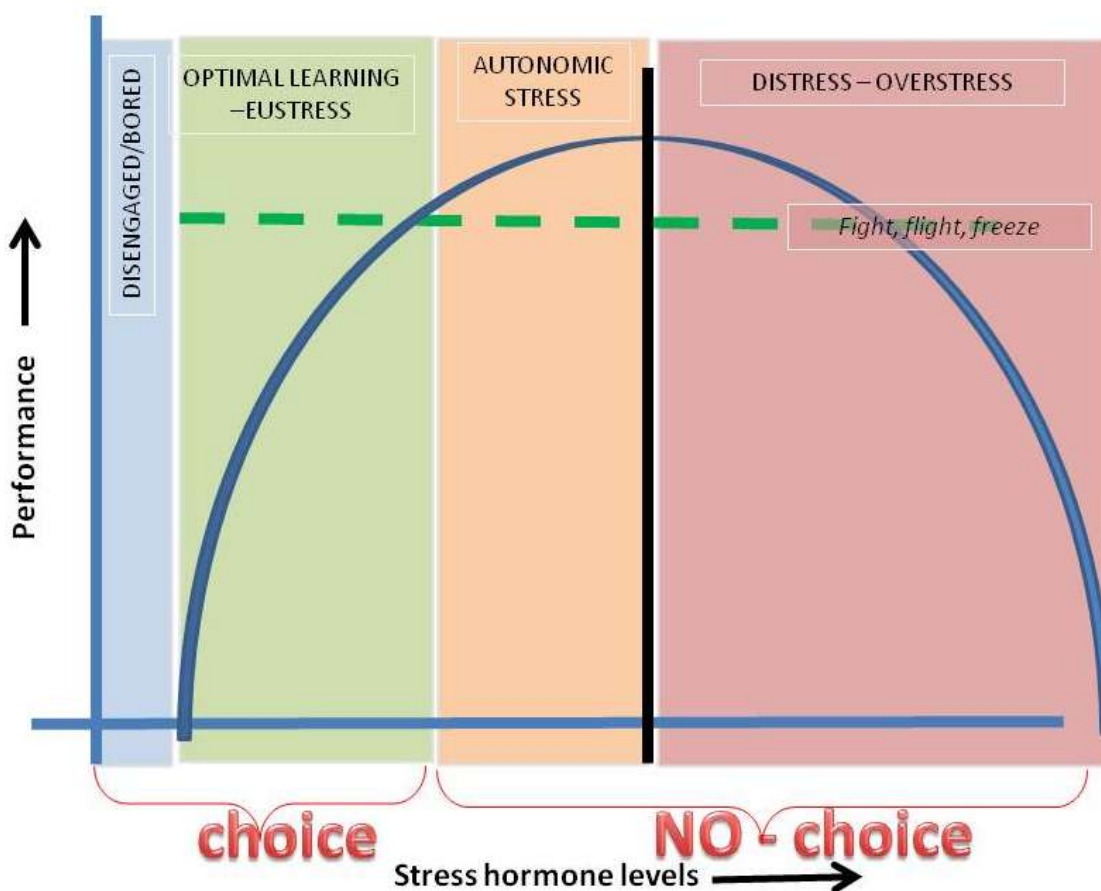 DISENGAGED/BORED
OPTIMAL LEARNING
–EUSTRESS
AUTONOMIC
STRESS
DISTRESS – OVERSTRESS
Fight, flight, freeze
Performance
choice
NO - choice
Stress hormone levels